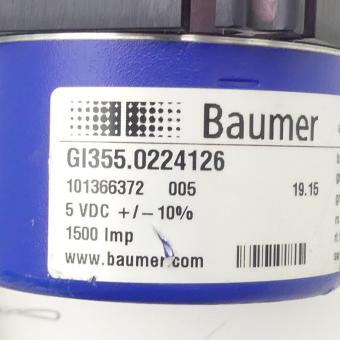 Baumer
GI355.0224126
101366372 005 19.15
5 VDC +/-10%
1500 Imp
www.baumer.com